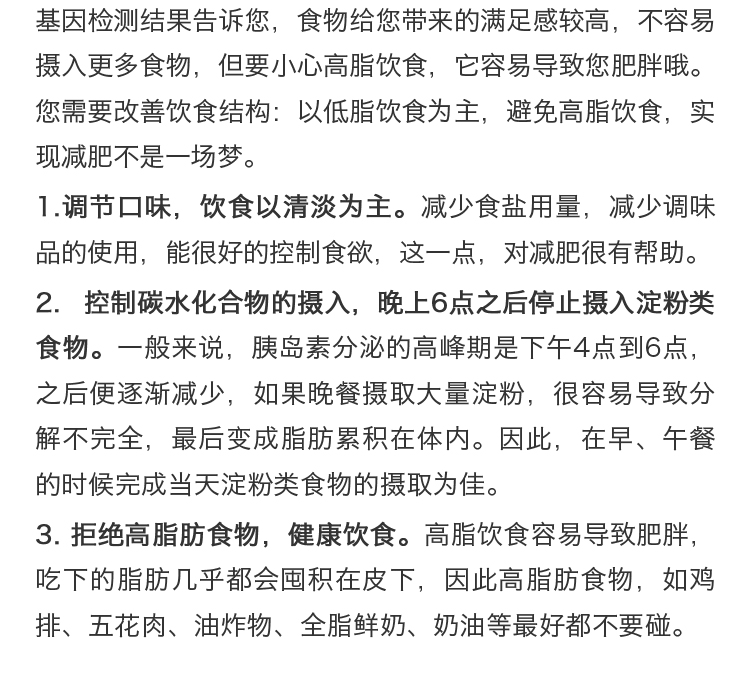 基因检测结果告诉您，食物给您带来的满足感较高，不容易
摄入更多食物，但要小心高脂饮食，它容易导致您肥胖哦。
您需要改善饮食结构：以低脂饮食为主，避免高脂饮食，实
现减肥不是一场梦。
1.调节口味，饮食以清淡为主。减少食盐用量，减少调味
品的使用，能很好的控制食欲，这一点，对减肥很有帮助。
2. 控制碳水化合物的摄入，晚上6点之后停止摄入淀粉类
食物。一般来说，胰岛素分泌的高峰期是下午4点到6点，
之后便逐渐减少，如果晚餐摄取大量淀粉，很容易导致分
解不完全，最后变成脂肪累积在体内。因此，在早、午餐
的时候完成当天淀粉类食物的摄取为佳。
3. 拒绝高脂肪食物，健康饮食。高脂饮食容易导致肥胖，
吃下的脂肪几乎都会囤积在皮下，因此高脂肪食物，如鸡
排、五花肉、油炸物、全脂鲜奶、奶油等最好都不要碰。